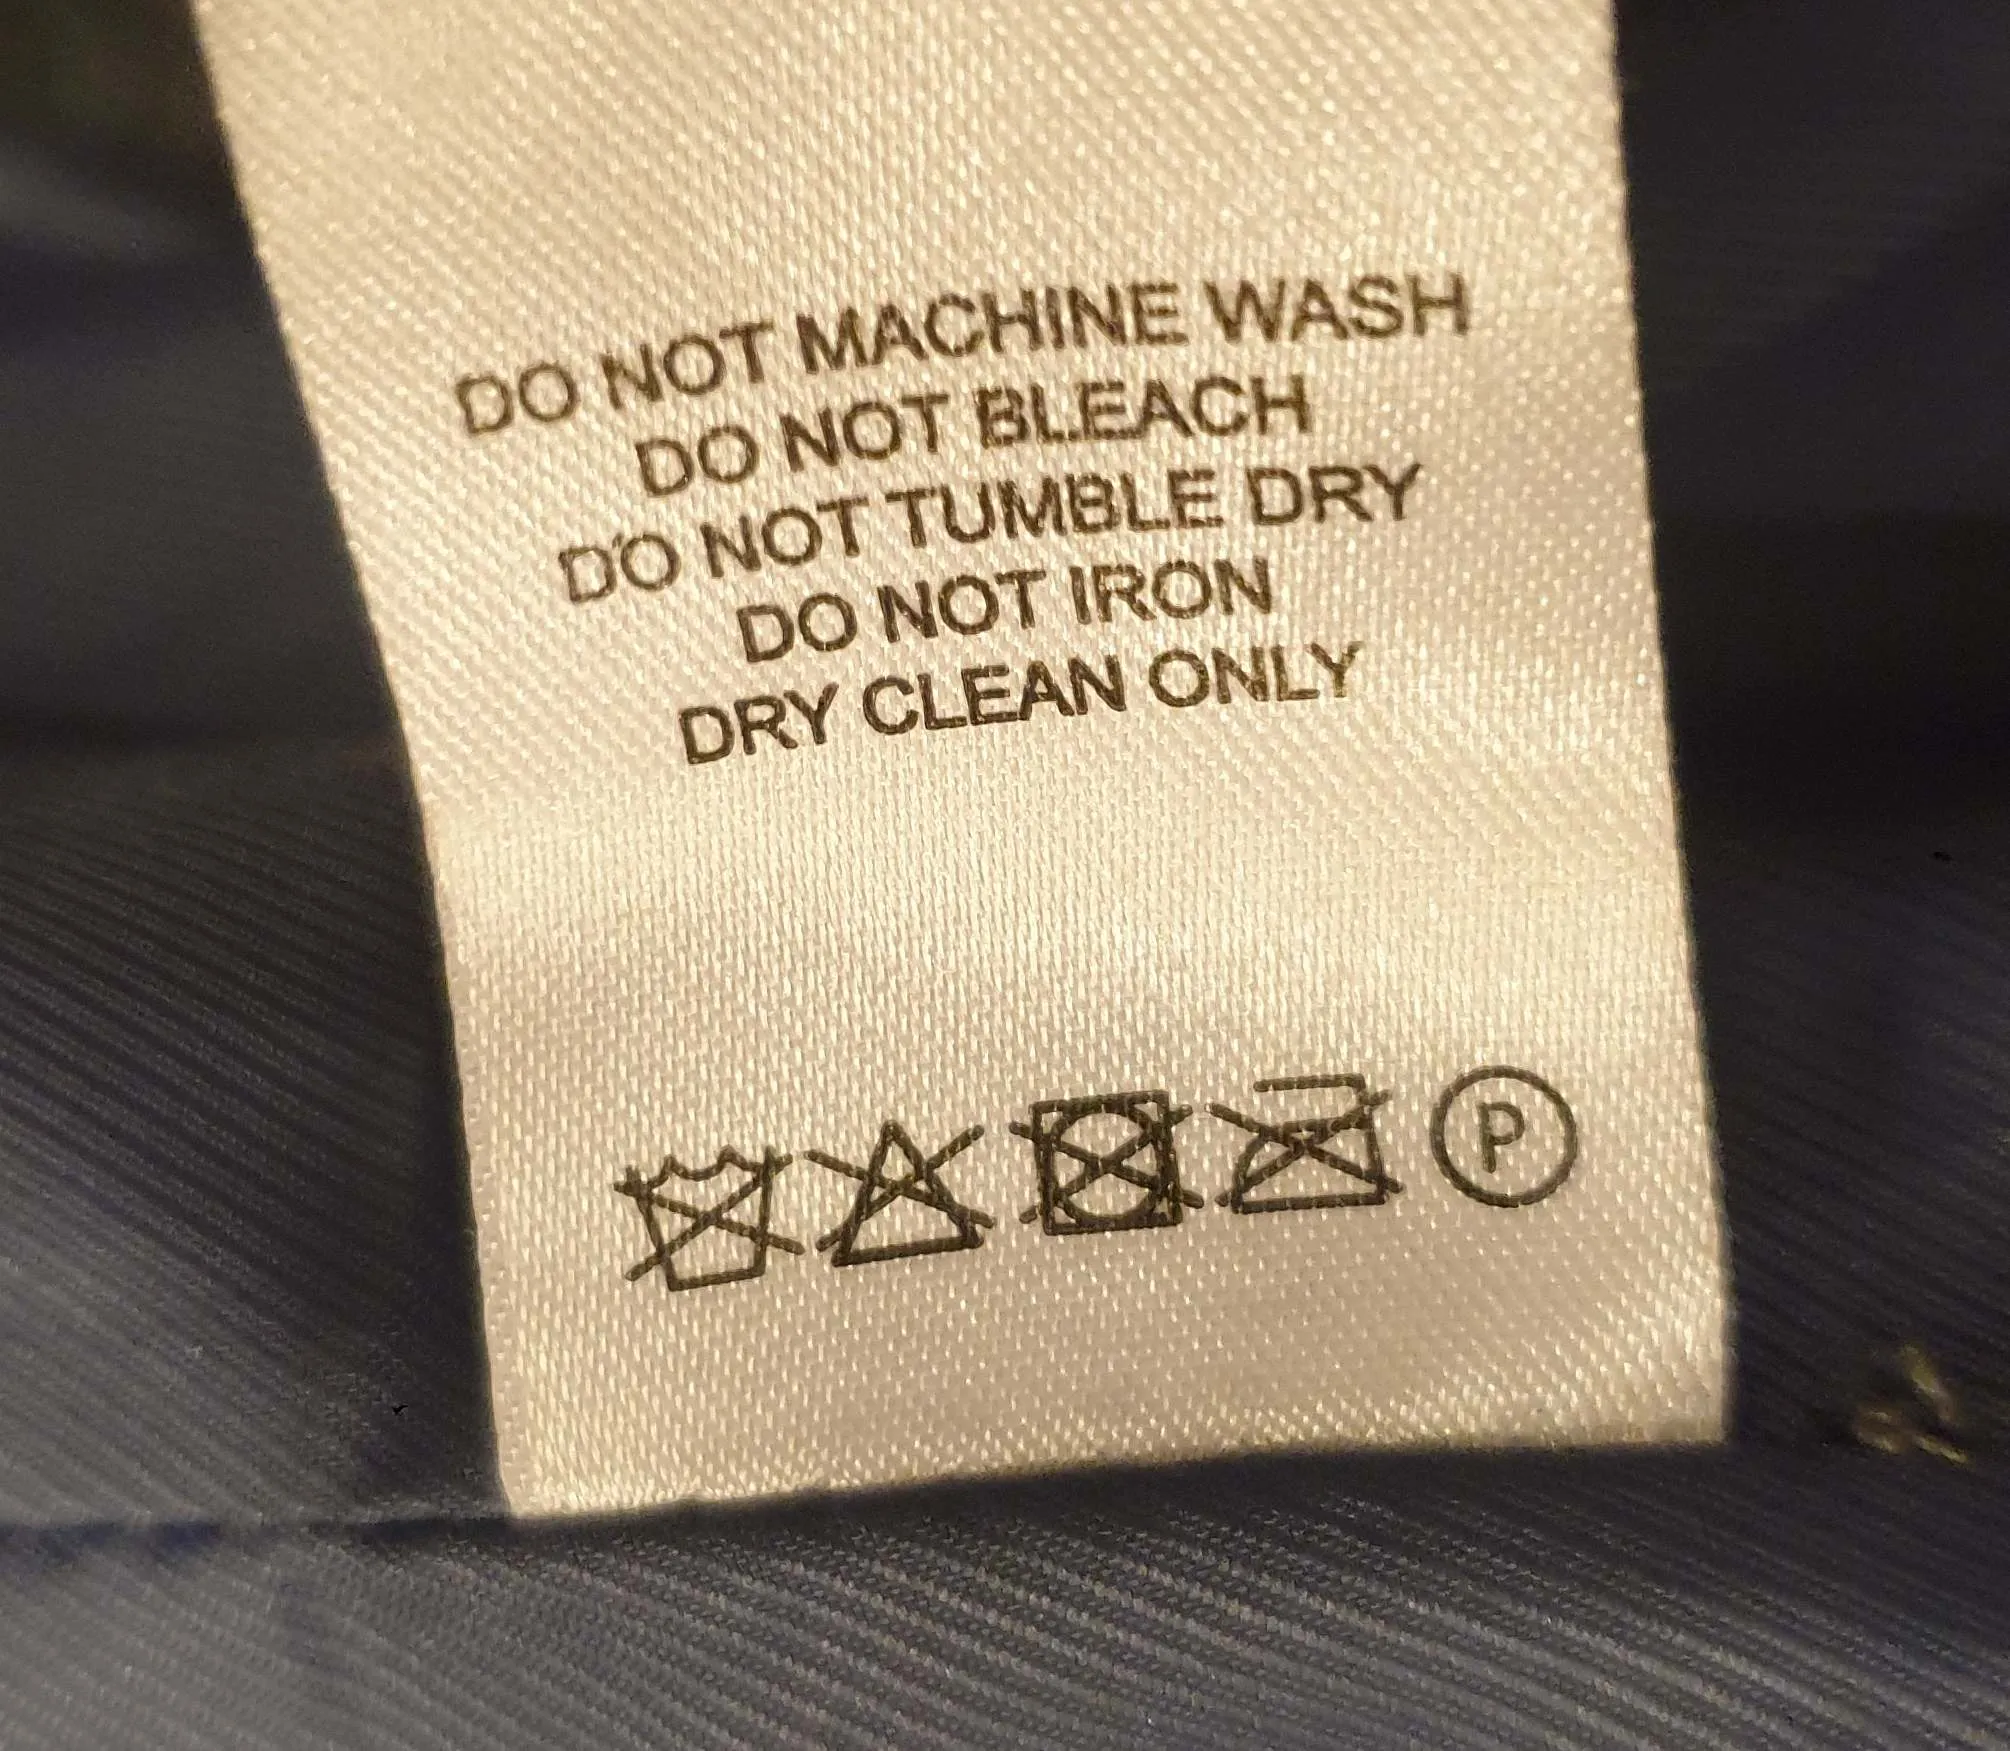 DO NOT MACHINE WASH
DO NOT BLEACH
DO NOT TUMBLE DRY
DO NOT IRON
DRY CLEAN ONLY
P